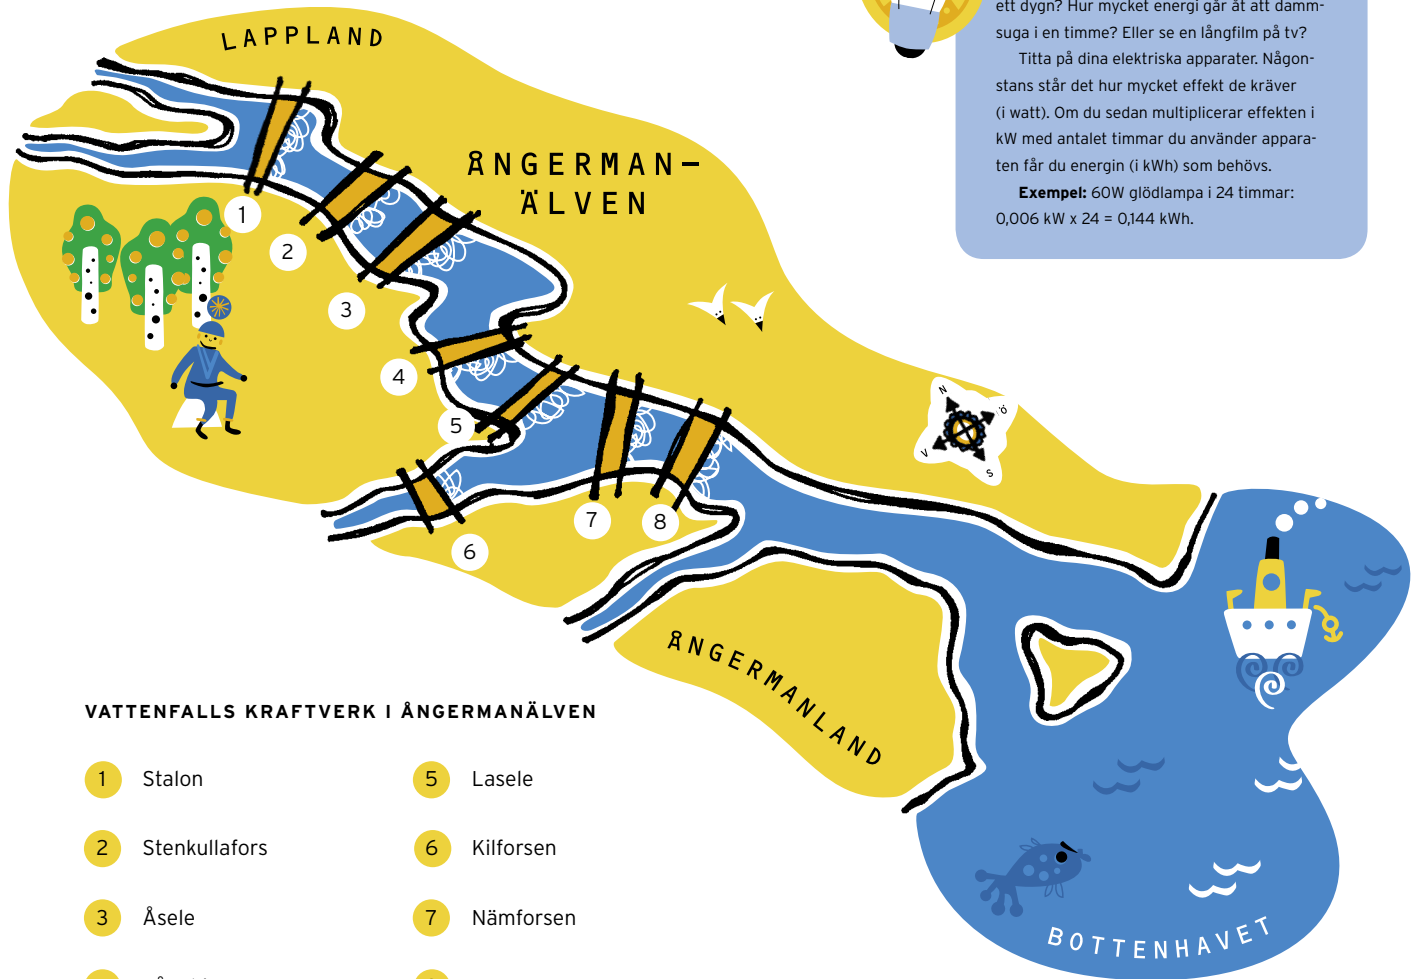 LAPPLAND
ÅNGERMAN–
ÄLVEN
ett dygn? Hur mycket energi går åt att damm-
suga i en timme? Eller se en långfilm på tv?
Titta på dina elektriska apparater. Någon-
stans står det hur mycket effekt de kräver
(i watt). Om du sedan multiplicerar effekten i
kW med antalet timmar du använder appara-
ten får du energin (i kWh) som behövs.
Exempel: 60W glödlampa i 24 timmar:
0,006 kW x 24 = 0,144 kWh.
1
2
3
4
5
6
7
8
N
Ö
V
S
ÅNGERMANLAND
BOTTENHAVET
VATTENFALLS KRAFTVERK I ÅNGERMANÄLVEN
1 Stalon
2 Stenkullafors
3 Åsele
5 Lasele
6 Kilforsen
7 Nämforsen